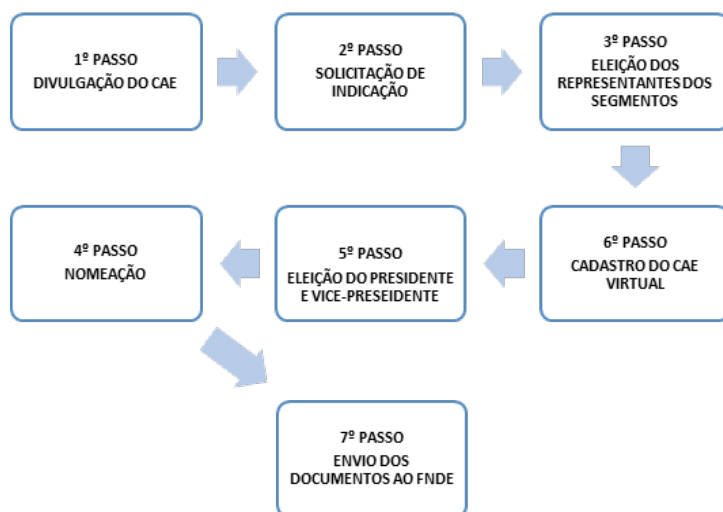 1º PASSO
DIVULGAÇÃO DO CAE
2º PASSO
SOLICITAÇÃO DE
INDICAÇÃO
3º PASSO
ELEIÇÃO DOS
REPRESENTANTES DOS
SEGMENTOS
4º PASSO
NOMEAÇÃO
5º PASSO
ELEIÇÃO DO PRESIDENTE
E VICE-PRESEIDENTE
6º PASSO
CADASTRO DO CAE
VIRTUAL
7º PASSO
ENVIO DOS
DOCUMENTOS AO FNDE